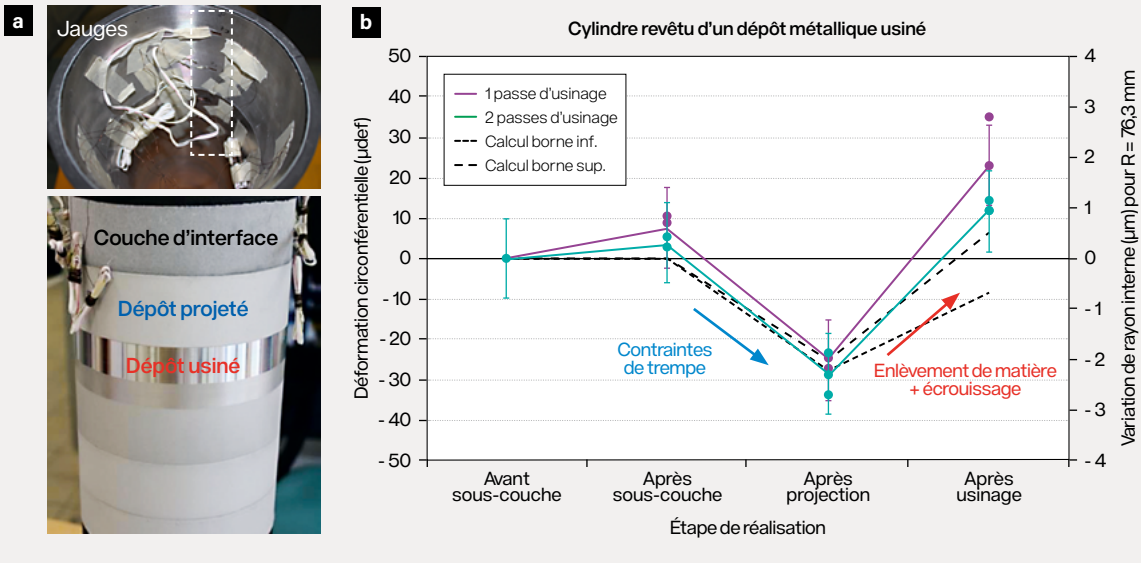 a
Jauges
Couche d'interface
Dépôt projeté
Dépôt usiné
b
Cylindre revêtu d'un dépôt métallique usiné
Déformation circonférentielle (μdef)
50
40
30
20
10
0
-10
-20
-30
-40
-50
1 passe d'usinage
2 passes d'usinage
Calcul borne inf.
Calcul borne sup.
Contraintes
de trempe
Enlèvement de matière
+ écrouissage
4
3
2
1
0
-1
-2
-3
-4
Variation de rayon interne (μm) pour R = 76,3 mm
Avant
sous-couche
Après
sous-couche
Après
projection
Après
usinage
Étape de réalisation